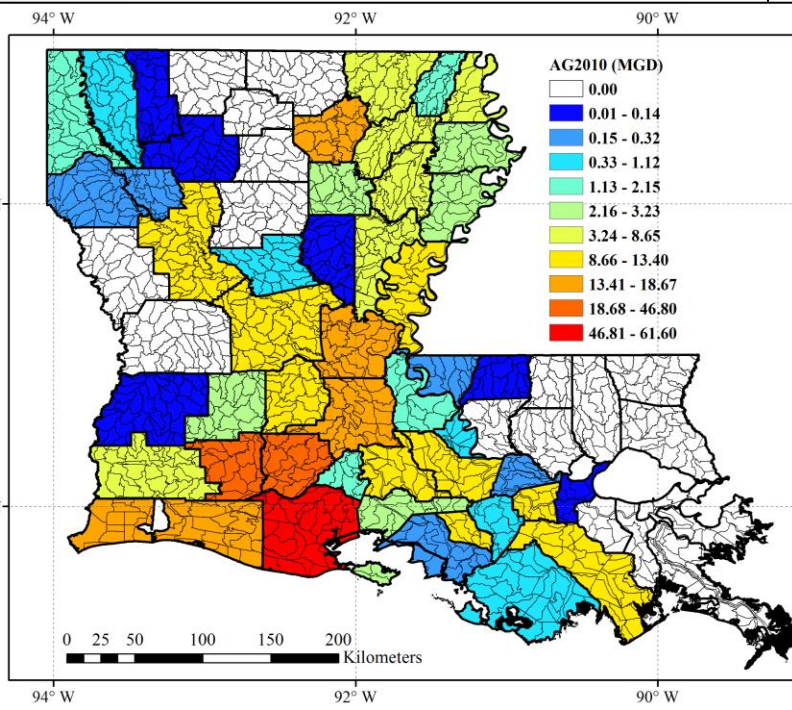 94° W 92° W 90° W
AG2010 (MGD)
0.00
0.01 - 0.14
0.15 - 0.32
0.33 - 1.12
1.13 - 2.15
2.16 - 3.23
3.24 - 8.65
8.66 - 13.40
13.41 - 18.67
18.68 - 46.80
46.81 - 61.60
0 25 50 100 150 200
Kilometers
94° W 92° W 90° W